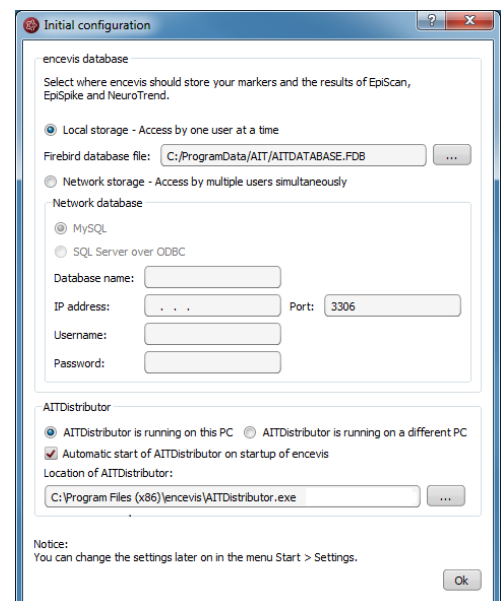 Initial configuration
? X
encevis database
Select where encevis should store your markers and the results of EpiScan,
EpiSpike and NeuroTrend.
Local storage - Access by one user at a time
Firebird database file: C:/ProgramData/AIT/AITDATABASE.FDB ...
Network storage - Access by multiple users simultaneously
Network database
MySQL
SQL Server over ODBC
Database name:
IP address: . . . Port: 3306
Username:
Password:
AITDistributor
AITDistributor is running on this PC AITDistributor is running on a different PC
Automatic start of AITDistributor on startup of encevis
Location of AITDistributor:
C:\Program Files (x86)\encevis\AITDistributor.exe ...
Notice:
You can change the settings later on in the menu Start > Settings.
Ok